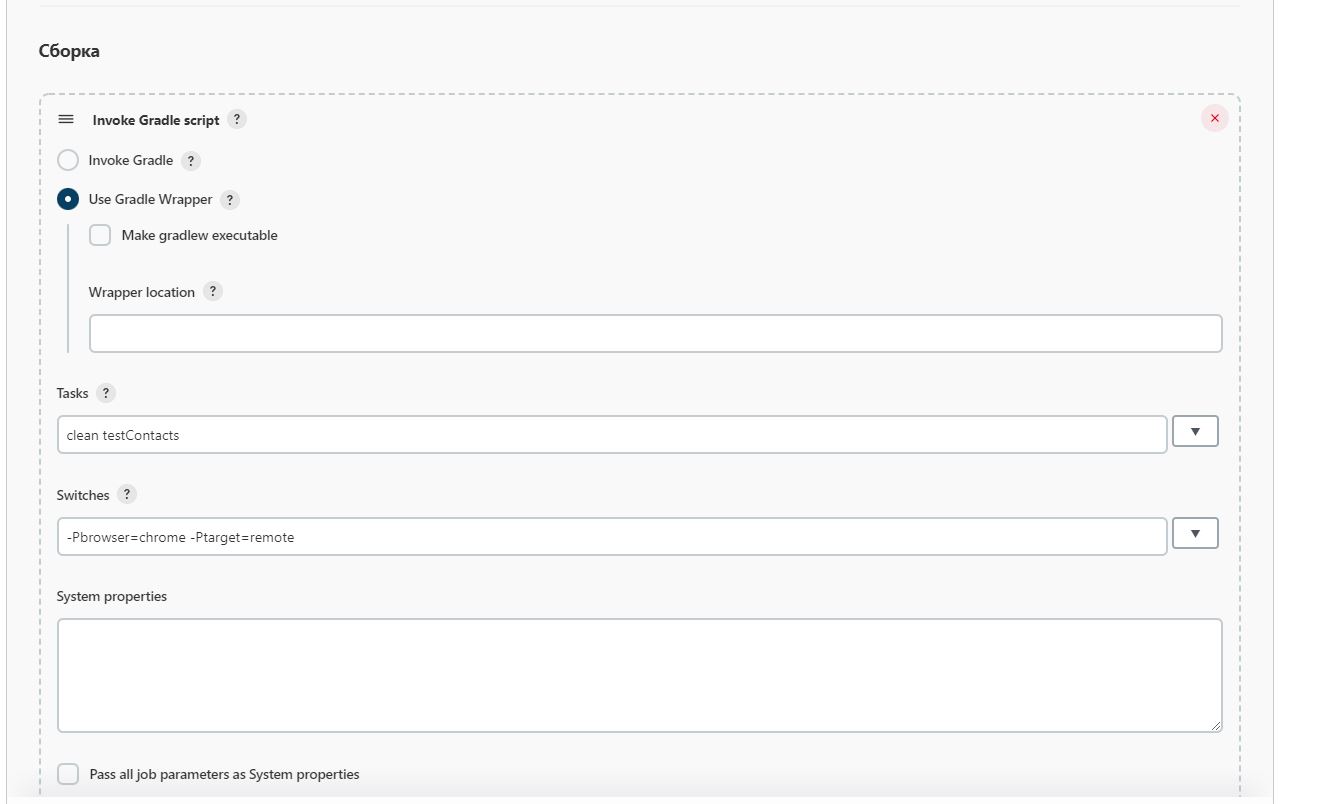 Сборка
Invoke Gradle script ?
Invoke Gradle ?
Use Gradle Wrapper ?
Make gradlew executable
Wrapper location ?
Tasks ?
clean testContacts
Switches ?
-Pbrowser=chrome -Ptarget=remote
System properties
Pass all job parameters as System properties